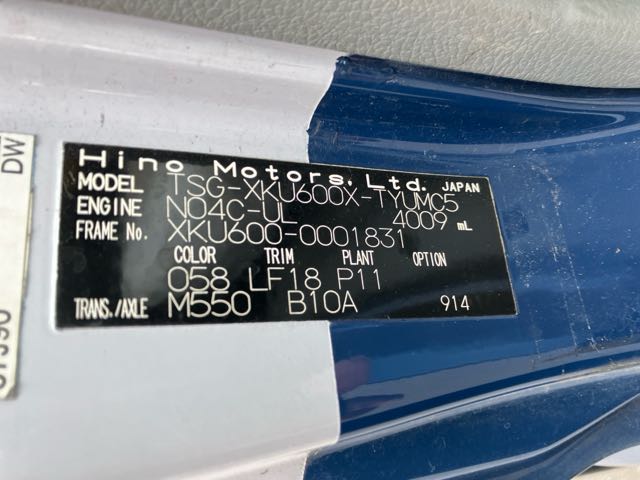 Hino Motors, Ltd. JAPAN
MODEL TSG-XKU600X-TYUMC5
ENGINE N04C-UL 4009 mL
FRAME No. XKU600-0001831
COLOR TRIM PLANT OPTION
058 LF18 P11
TRANS./AXLE M550 B10A 914
DW